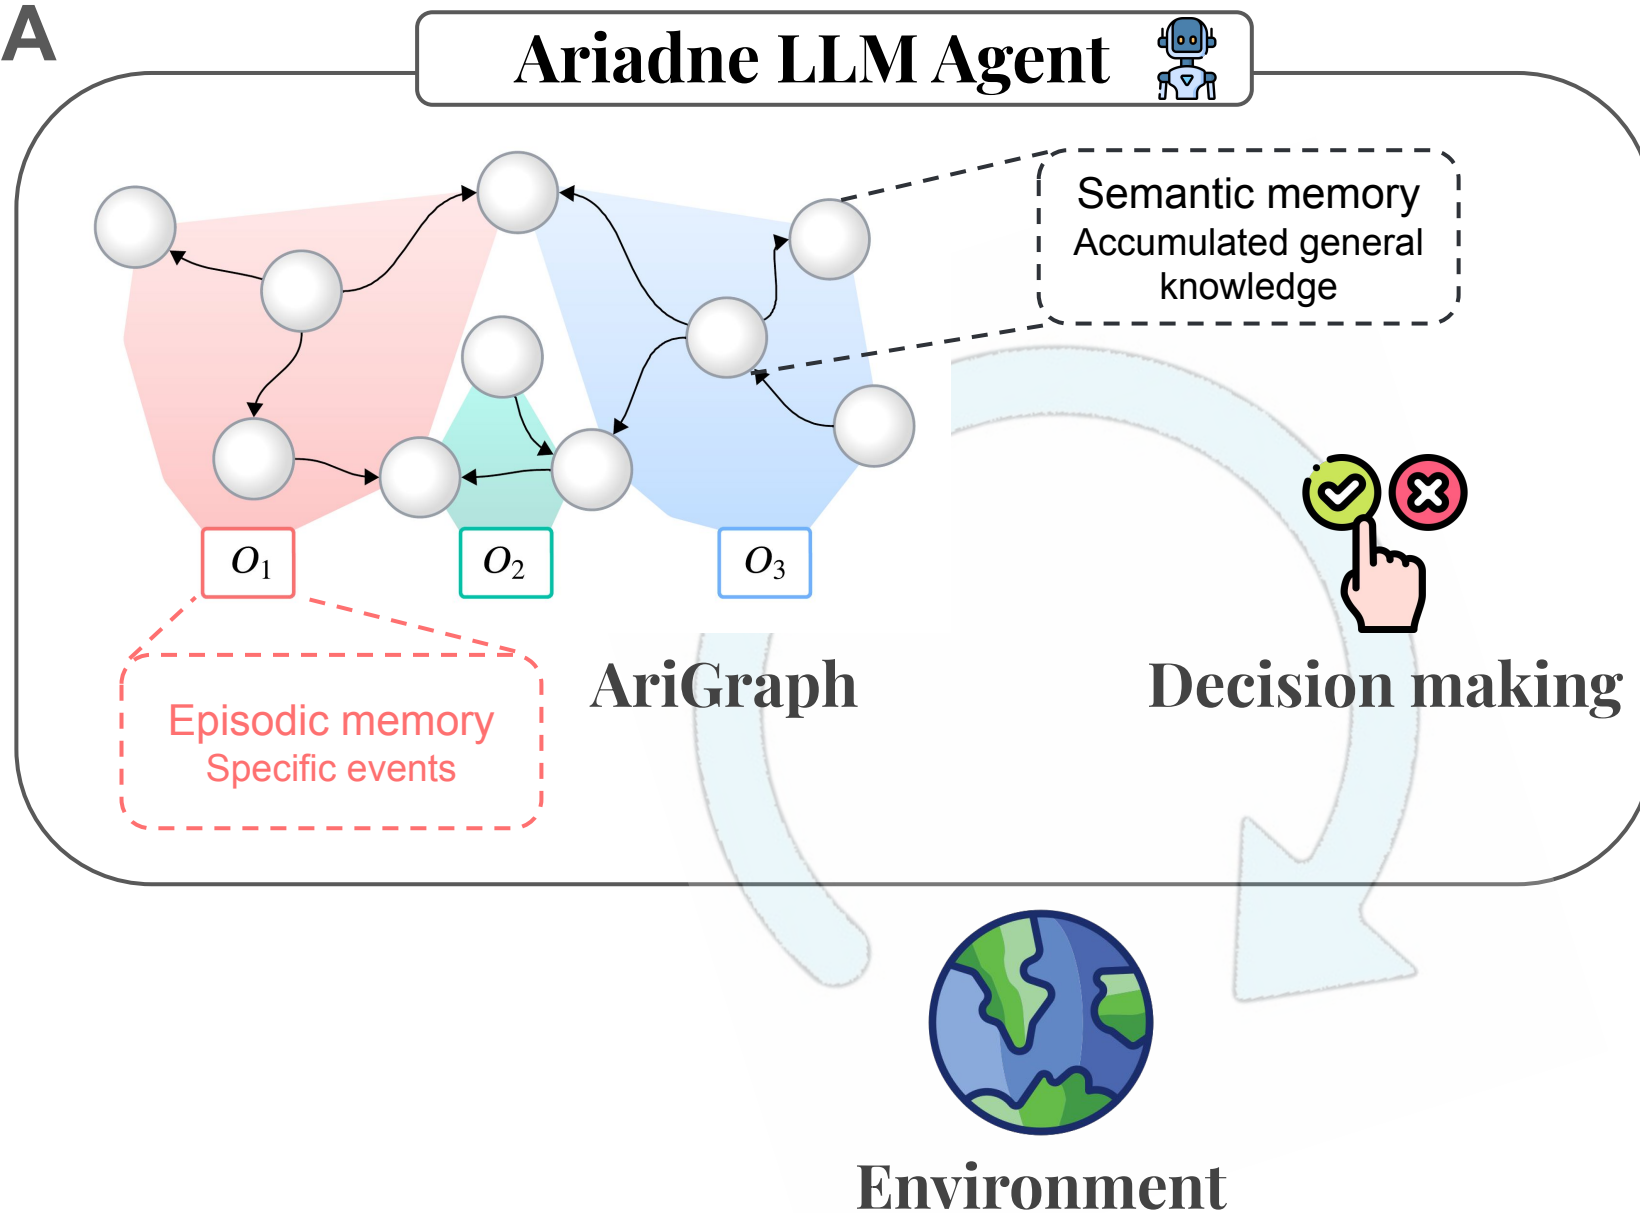 A
Ariadne LLM Agent
Semantic memory
Accumulated general
knowledge
O₁
O₂
O₃
Episodic memory
Specific events
AriGraph
Decision making
Environment